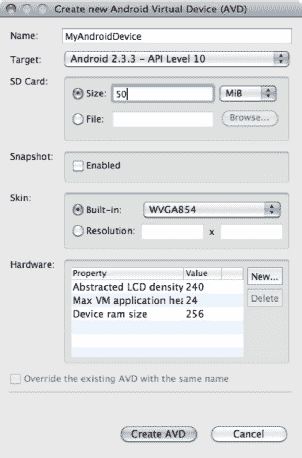 Create new Android Virtual Device (AVD)
Name: MyAndroidDevice
Target: Android 2.3.3 - API Level 10
SD Card:
Size: 50 MiB
File: Browse...
Snapshot:
Enabled
Skin:
Built-in: WVGA854
Resolution: x
Hardware:
Property Value New...
Abstracted LCD density 240 Delete
Max VM application hea 24
Device ram size 256
Override the existing AVD with the same name
Create AVD Cancel